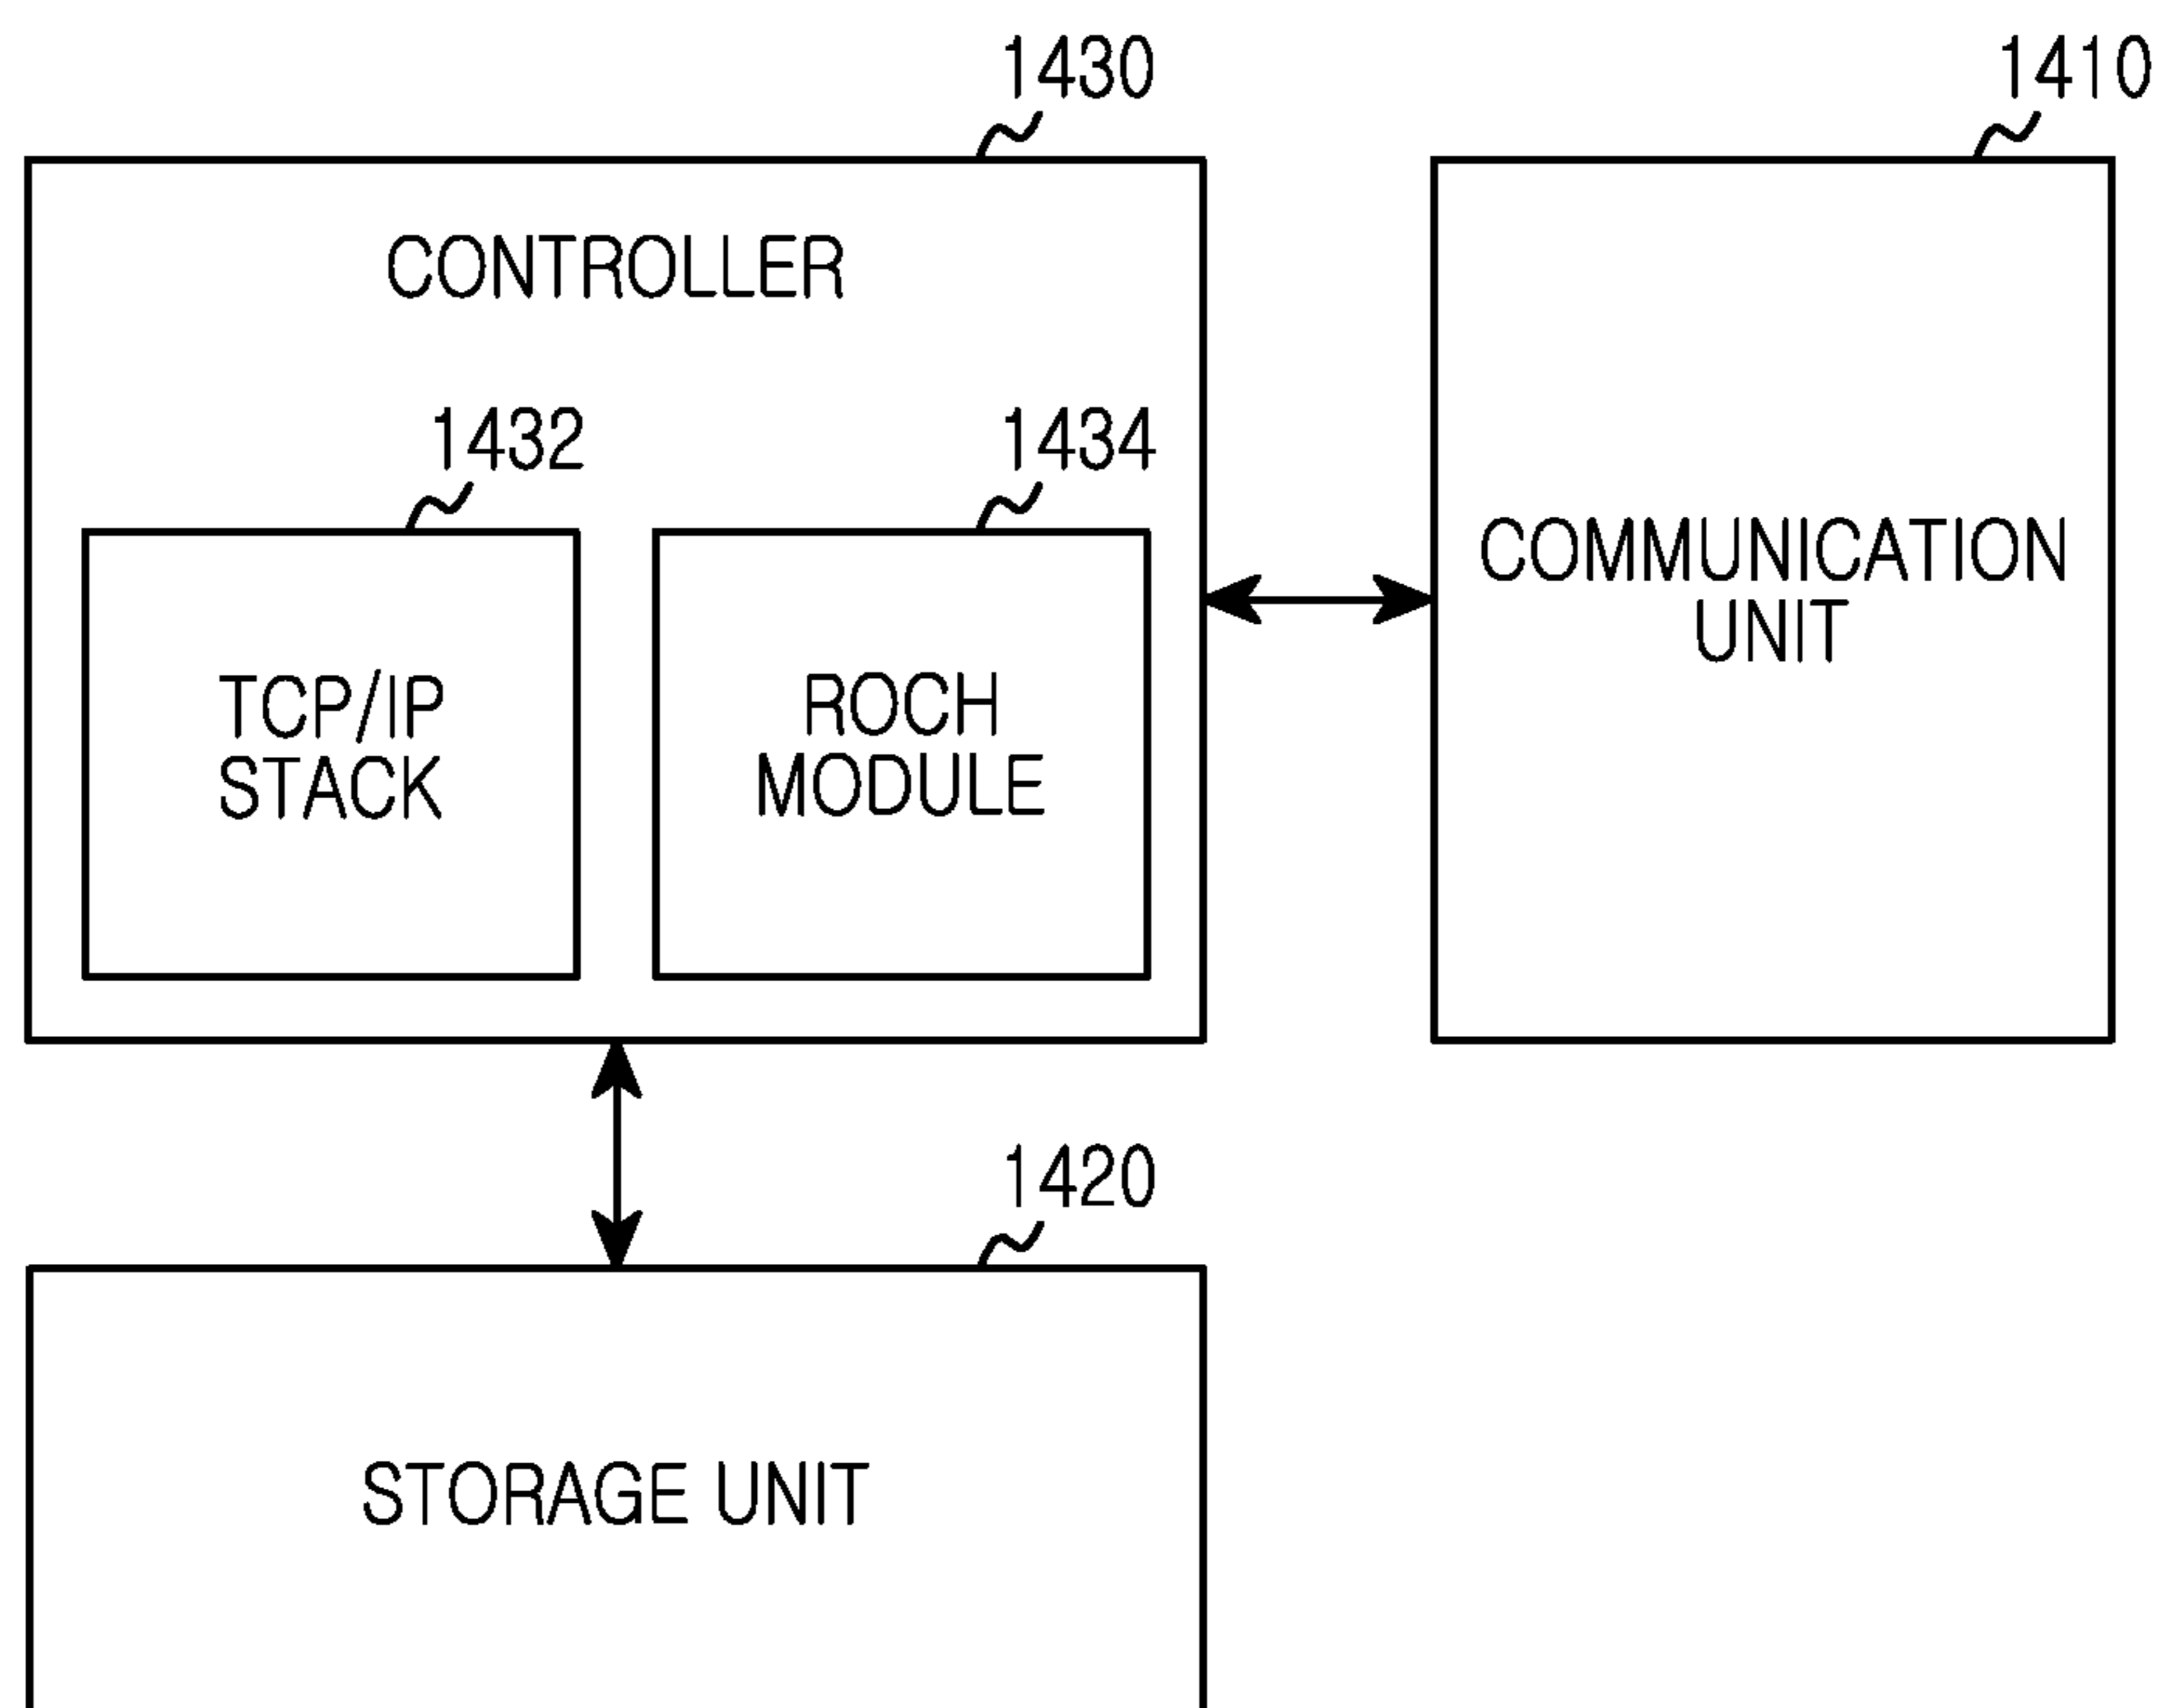 1430
1410
CONTROLLER
1432
1434
COMMUNICATION
UNIT
TCP/IP
STACK
ROCH
MODULE
1420
STORAGE UNIT